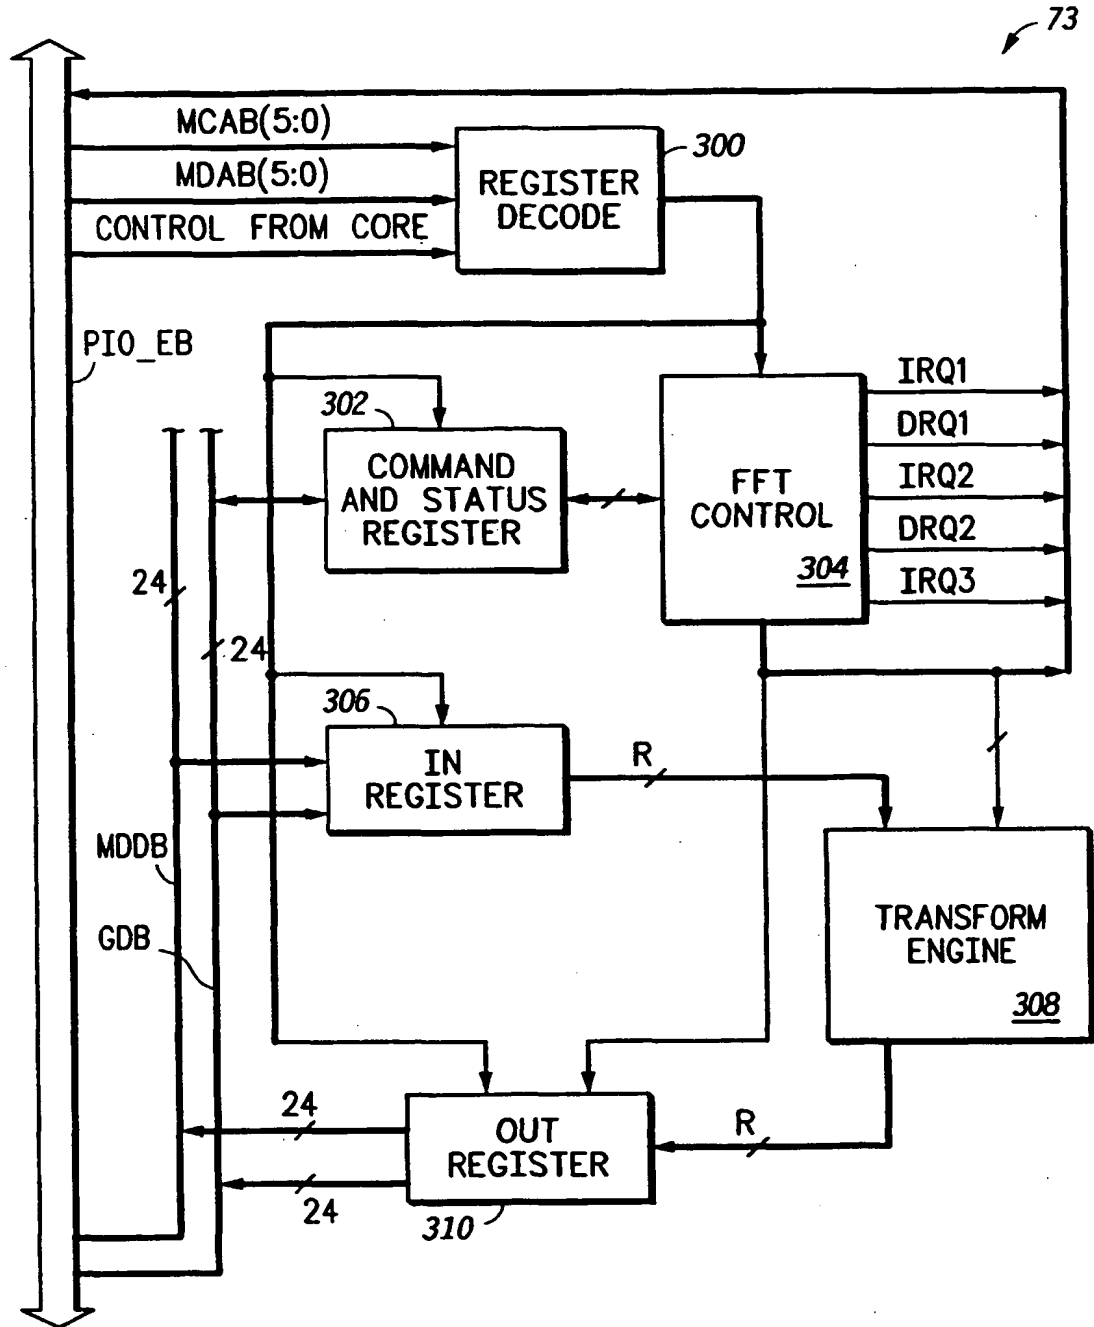 73
MCAB(5:0)
MDAB(5:0)
CONTROL FROM CORE
REGISTER
DECODE
300
PIO_EB
302
COMMAND
AND STATUS
REGISTER
FFT
CONTROL
304
IRQ1
DRQ1
IRQ2
DRQ2
IRQ3
24
24
306
IN
REGISTER
R
MDDB
GDB
TRANSFORM
ENGINE
308
24
24
OUT
REGISTER
310
R